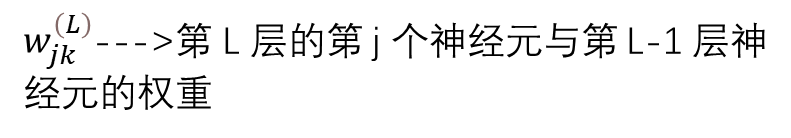 w_{jk}^{(L)}--->第 L 层的第 j 个神经元与第 L-1 层神
经元的权重